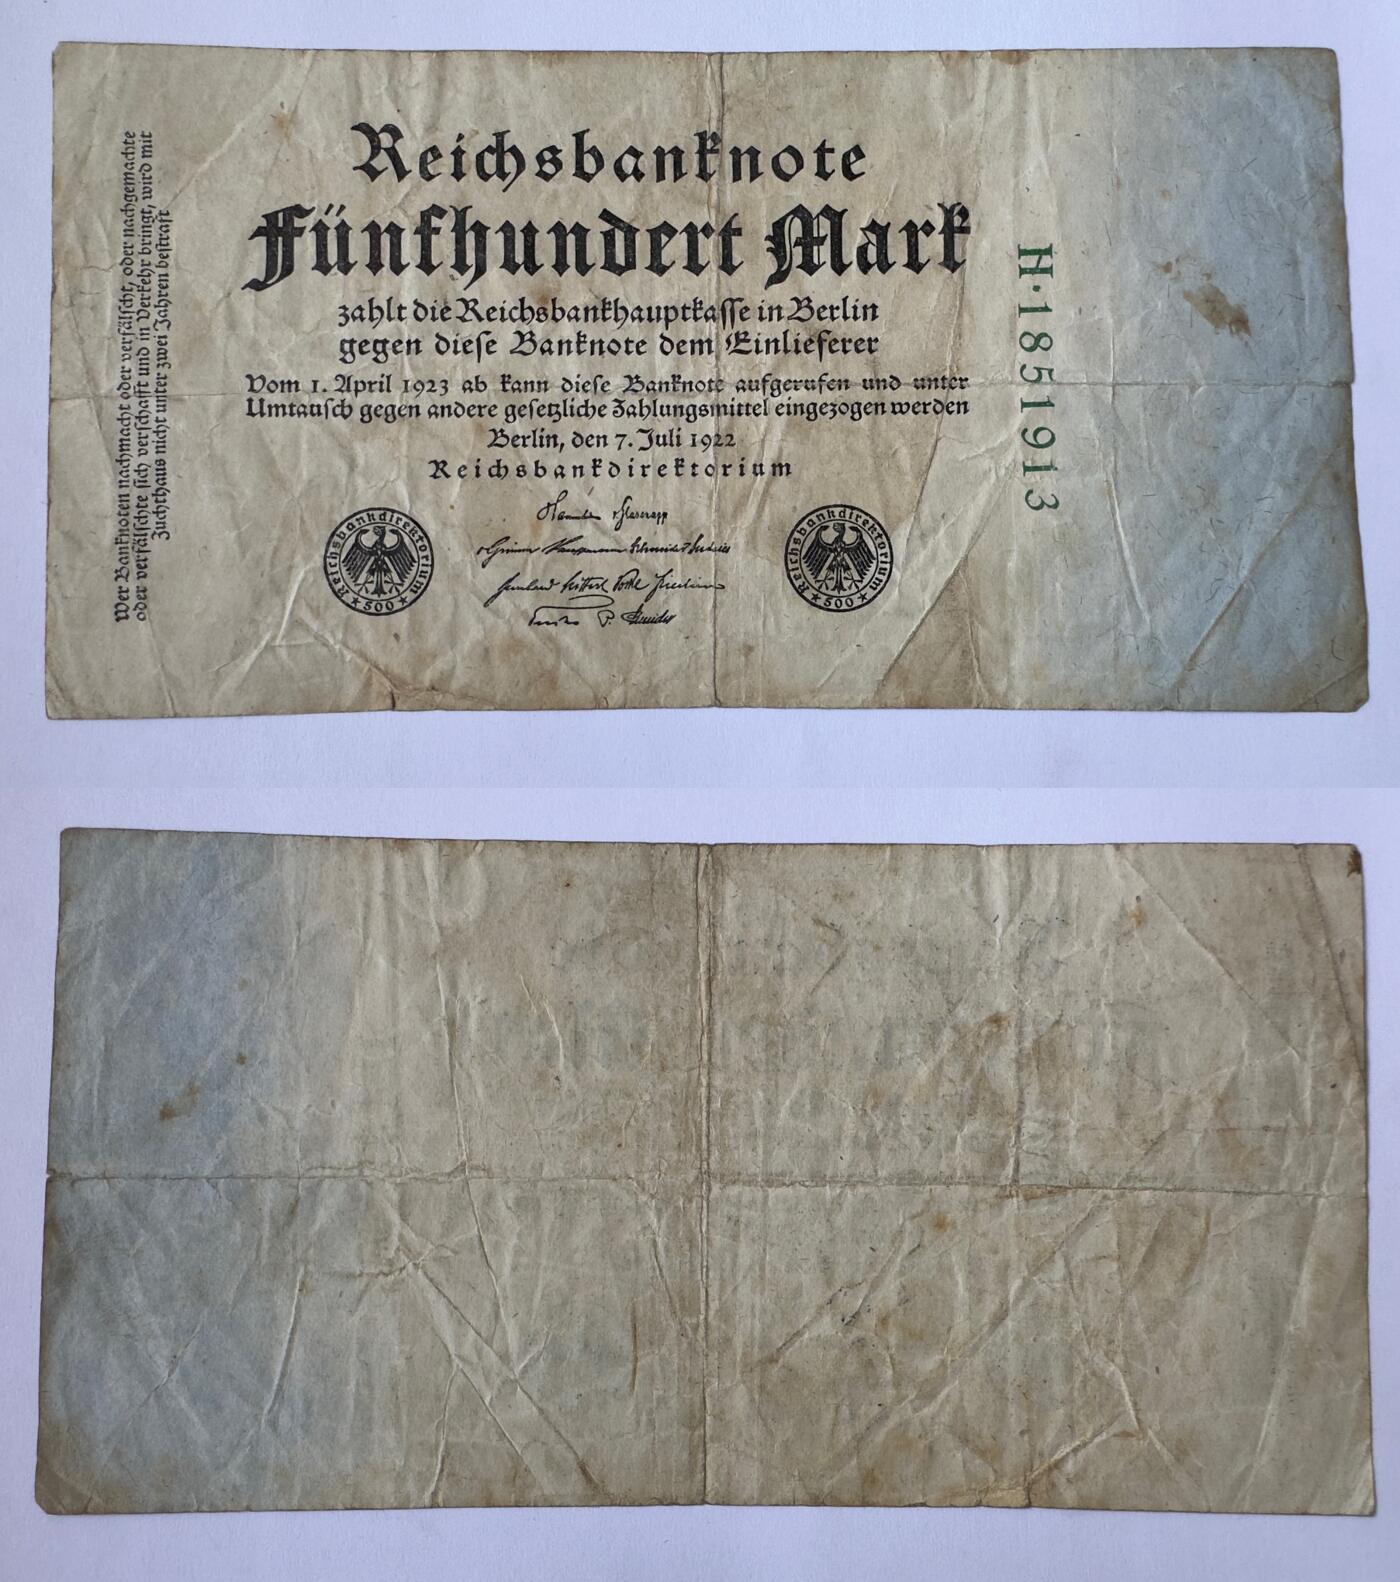 Wer Banknoten nachmacht oder verfälscht, oder nachgemachte
oder verfälschte sich verschafft und in Verkehr bringt, wird mit
Zuchthaus nicht unter zwei Jahren bestraft
Reichsbanknote
Fünfhundert Mark
zahlt die Reichsbankhauptkasse in Berlin
gegen diese Banknote dem Einlieferer
Vom 1. April 1923 ab kann diese Banknote aufgerufen und unter
Umtausch gegen andere gesetzliche Zahlungsmittel eingezogen werden
Berlin, den 7. Juli 1922
Reichsbankdirektorium
Reichsbankdirektorium
★ 500 ★
Reichsbankdirektorium
★ 500 ★
H·1851913